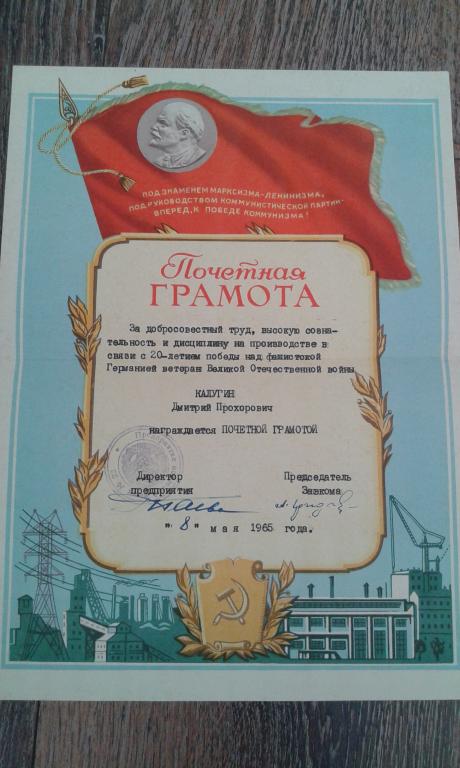 ПОД ЗНАМЕНЕМ МАРКСИЗМА-ЛЕНИНИЗМА,
ПОД РУКОВОДСТВОМ КОММУНИСТИЧЕСКОЙ ПАРТИИ
ВПЕРЕД, К ПОБЕДЕ КОММУНИЗМА!
Почетная
ГРАМОТА
За добросовестный труд, высокую созна-
тельность и дисциплину на производстве в
связи с 20-летием победы над фашистской
Германией ветеран Великой Отечественной войны
КАЛУГИН
Дмитрий Прохорович
награждается ПОЧЕТНОЙ ГРАМОТОЙ
Директор Председатель
предприятия Завкома
"8" мая 1965 года.